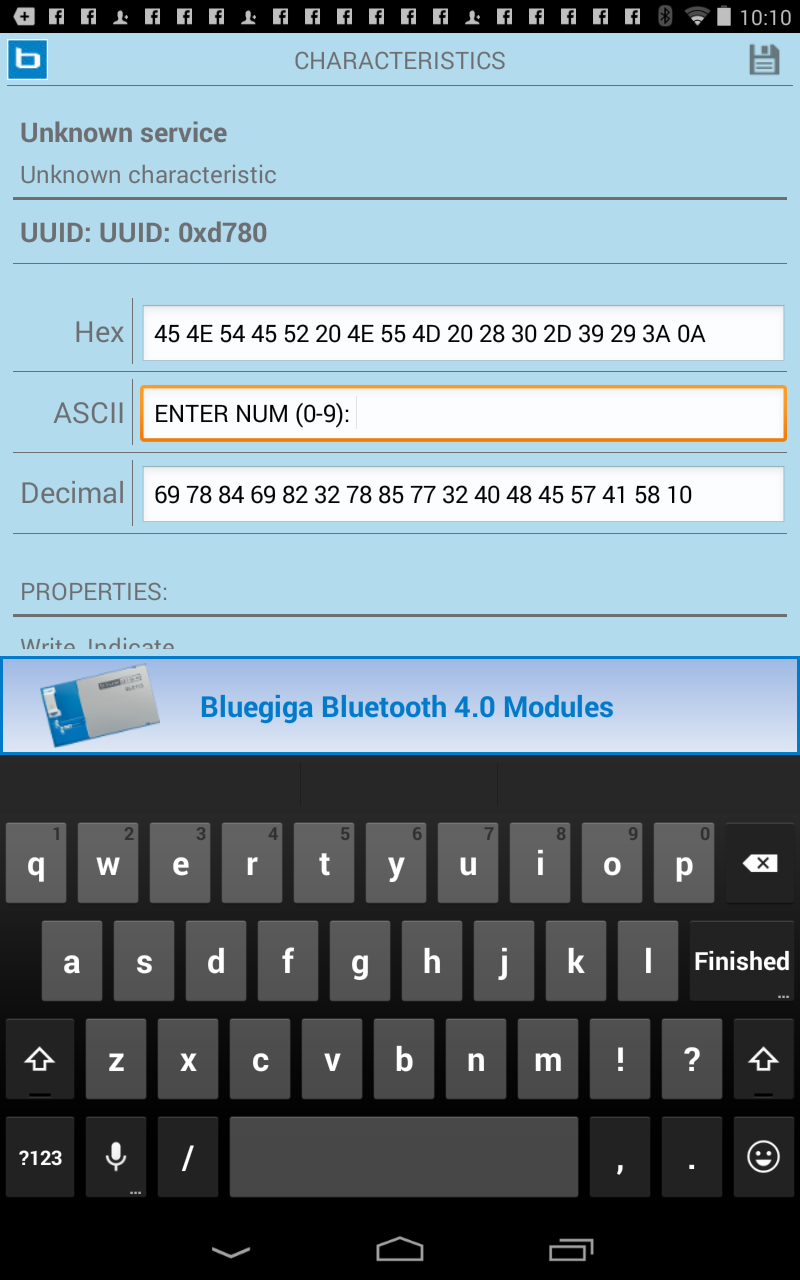 10:10
b CHARACTERISTICS
Unknown service
Unknown characteristic
UUID: UUID: 0xd780
Hex 45 4E 54 45 52 20 4E 55 4D 20 28 30 2D 39 29 3A 0A
ASCII ENTER NUM (0-9):
Decimal 69 78 84 69 82 32 78 85 77 32 40 48 45 57 41 58 10
PROPERTIES:
Write, Indicate
Bluegiga Bluetooth 4.0 Modules
1 2 3 4 5 6 7 8 9 0
q w e r t y u i o p
a s d f g h j k l Finished
...
z x c v b n m ! ?
?123 / , .
...